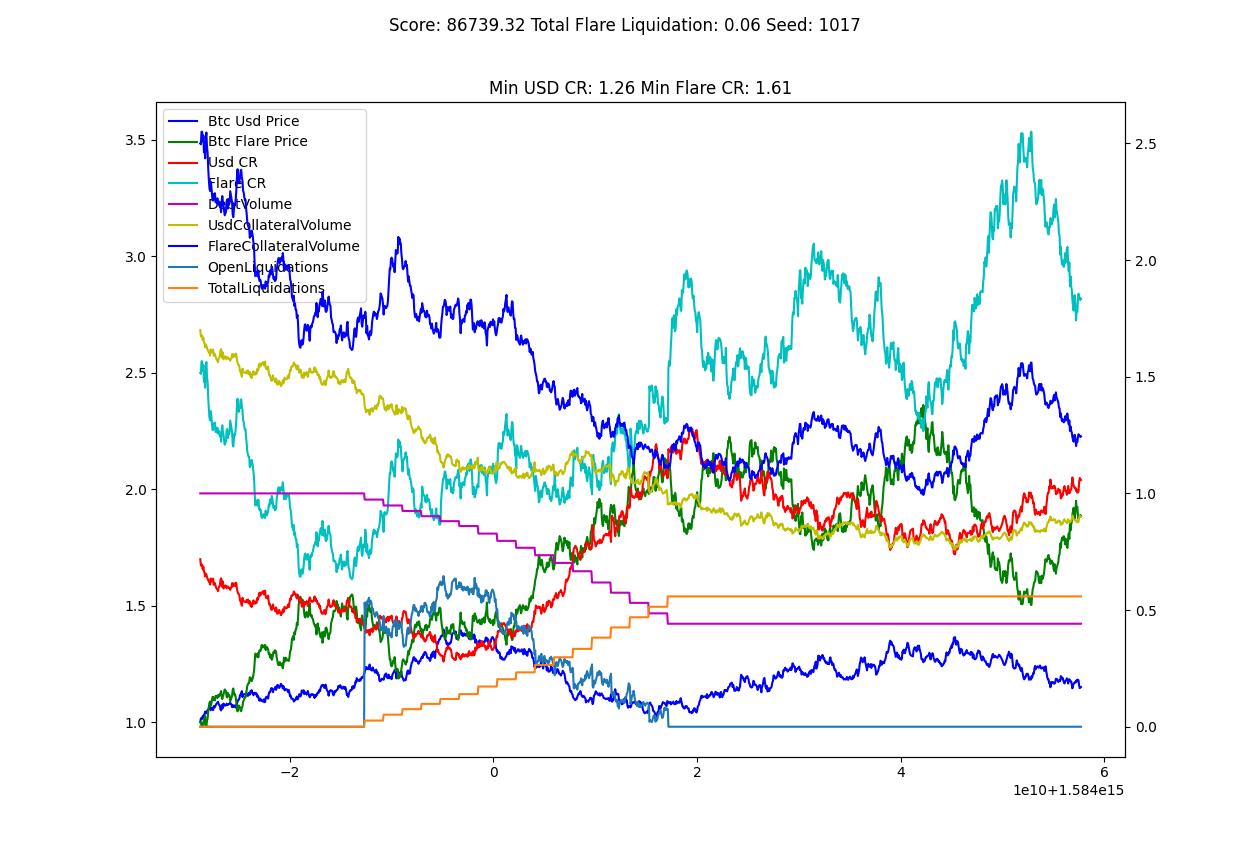 Score: 86739.32 Total Flare Liquidation: 0.06 Seed: 1017
Min USD CR: 1.26 Min Flare CR: 1.61
Btc Usd Price
Btc Flare Price
Usd CR
Flare CR
DebtVolume
UsdCollateralVolume
FlareCollateralVolume
OpenLiquidations
TotalLiquidations
3.5
3.0
2.5
2.0
1.5
1.0
2.5
2.0
1.5
1.0
0.5
0.0
−2
0
2
4
6
1e10+1.584e15